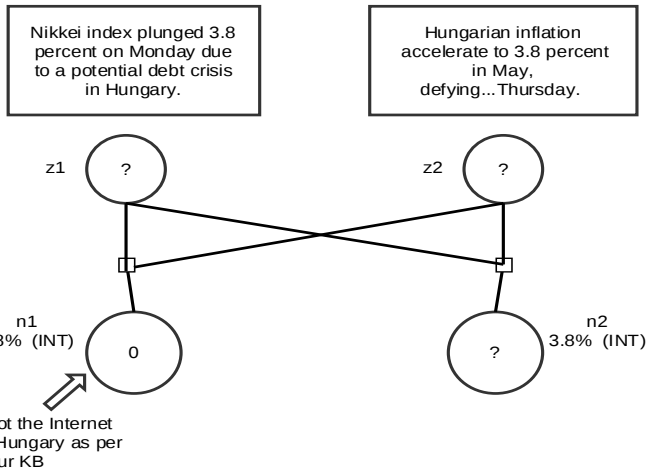 Nikkei index plunged 3.8
percent on Monday due
to a potential debt crisis
in Hungary.
Hungarian inflation
accelerate to 3.8 percent
in May,
defying...Thursday.
z1
?
z2
?
n1
8% (INT)
0
n2
3.8% (INT)
?
the Internet
Hungary as per
KB